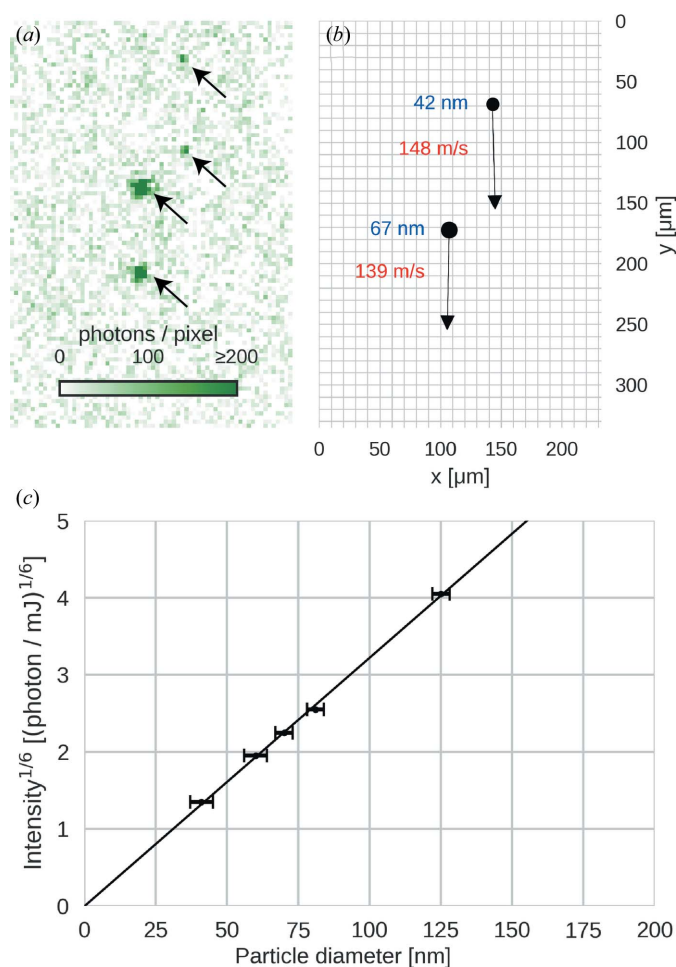 (a)
photons / pixel
0 100 ≥200
(b)
42 nm
148 m/s
67 nm
139 m/s
0
50
100
150
200
250
300
y [µm]
0 50 100 150 200
x [µm]
(c)
Intensity1/6 [(photon / mJ)1/6]
5
4
3
2
1
0
0 25 50 75 100 125 150 175 200
Particle diameter [nm]